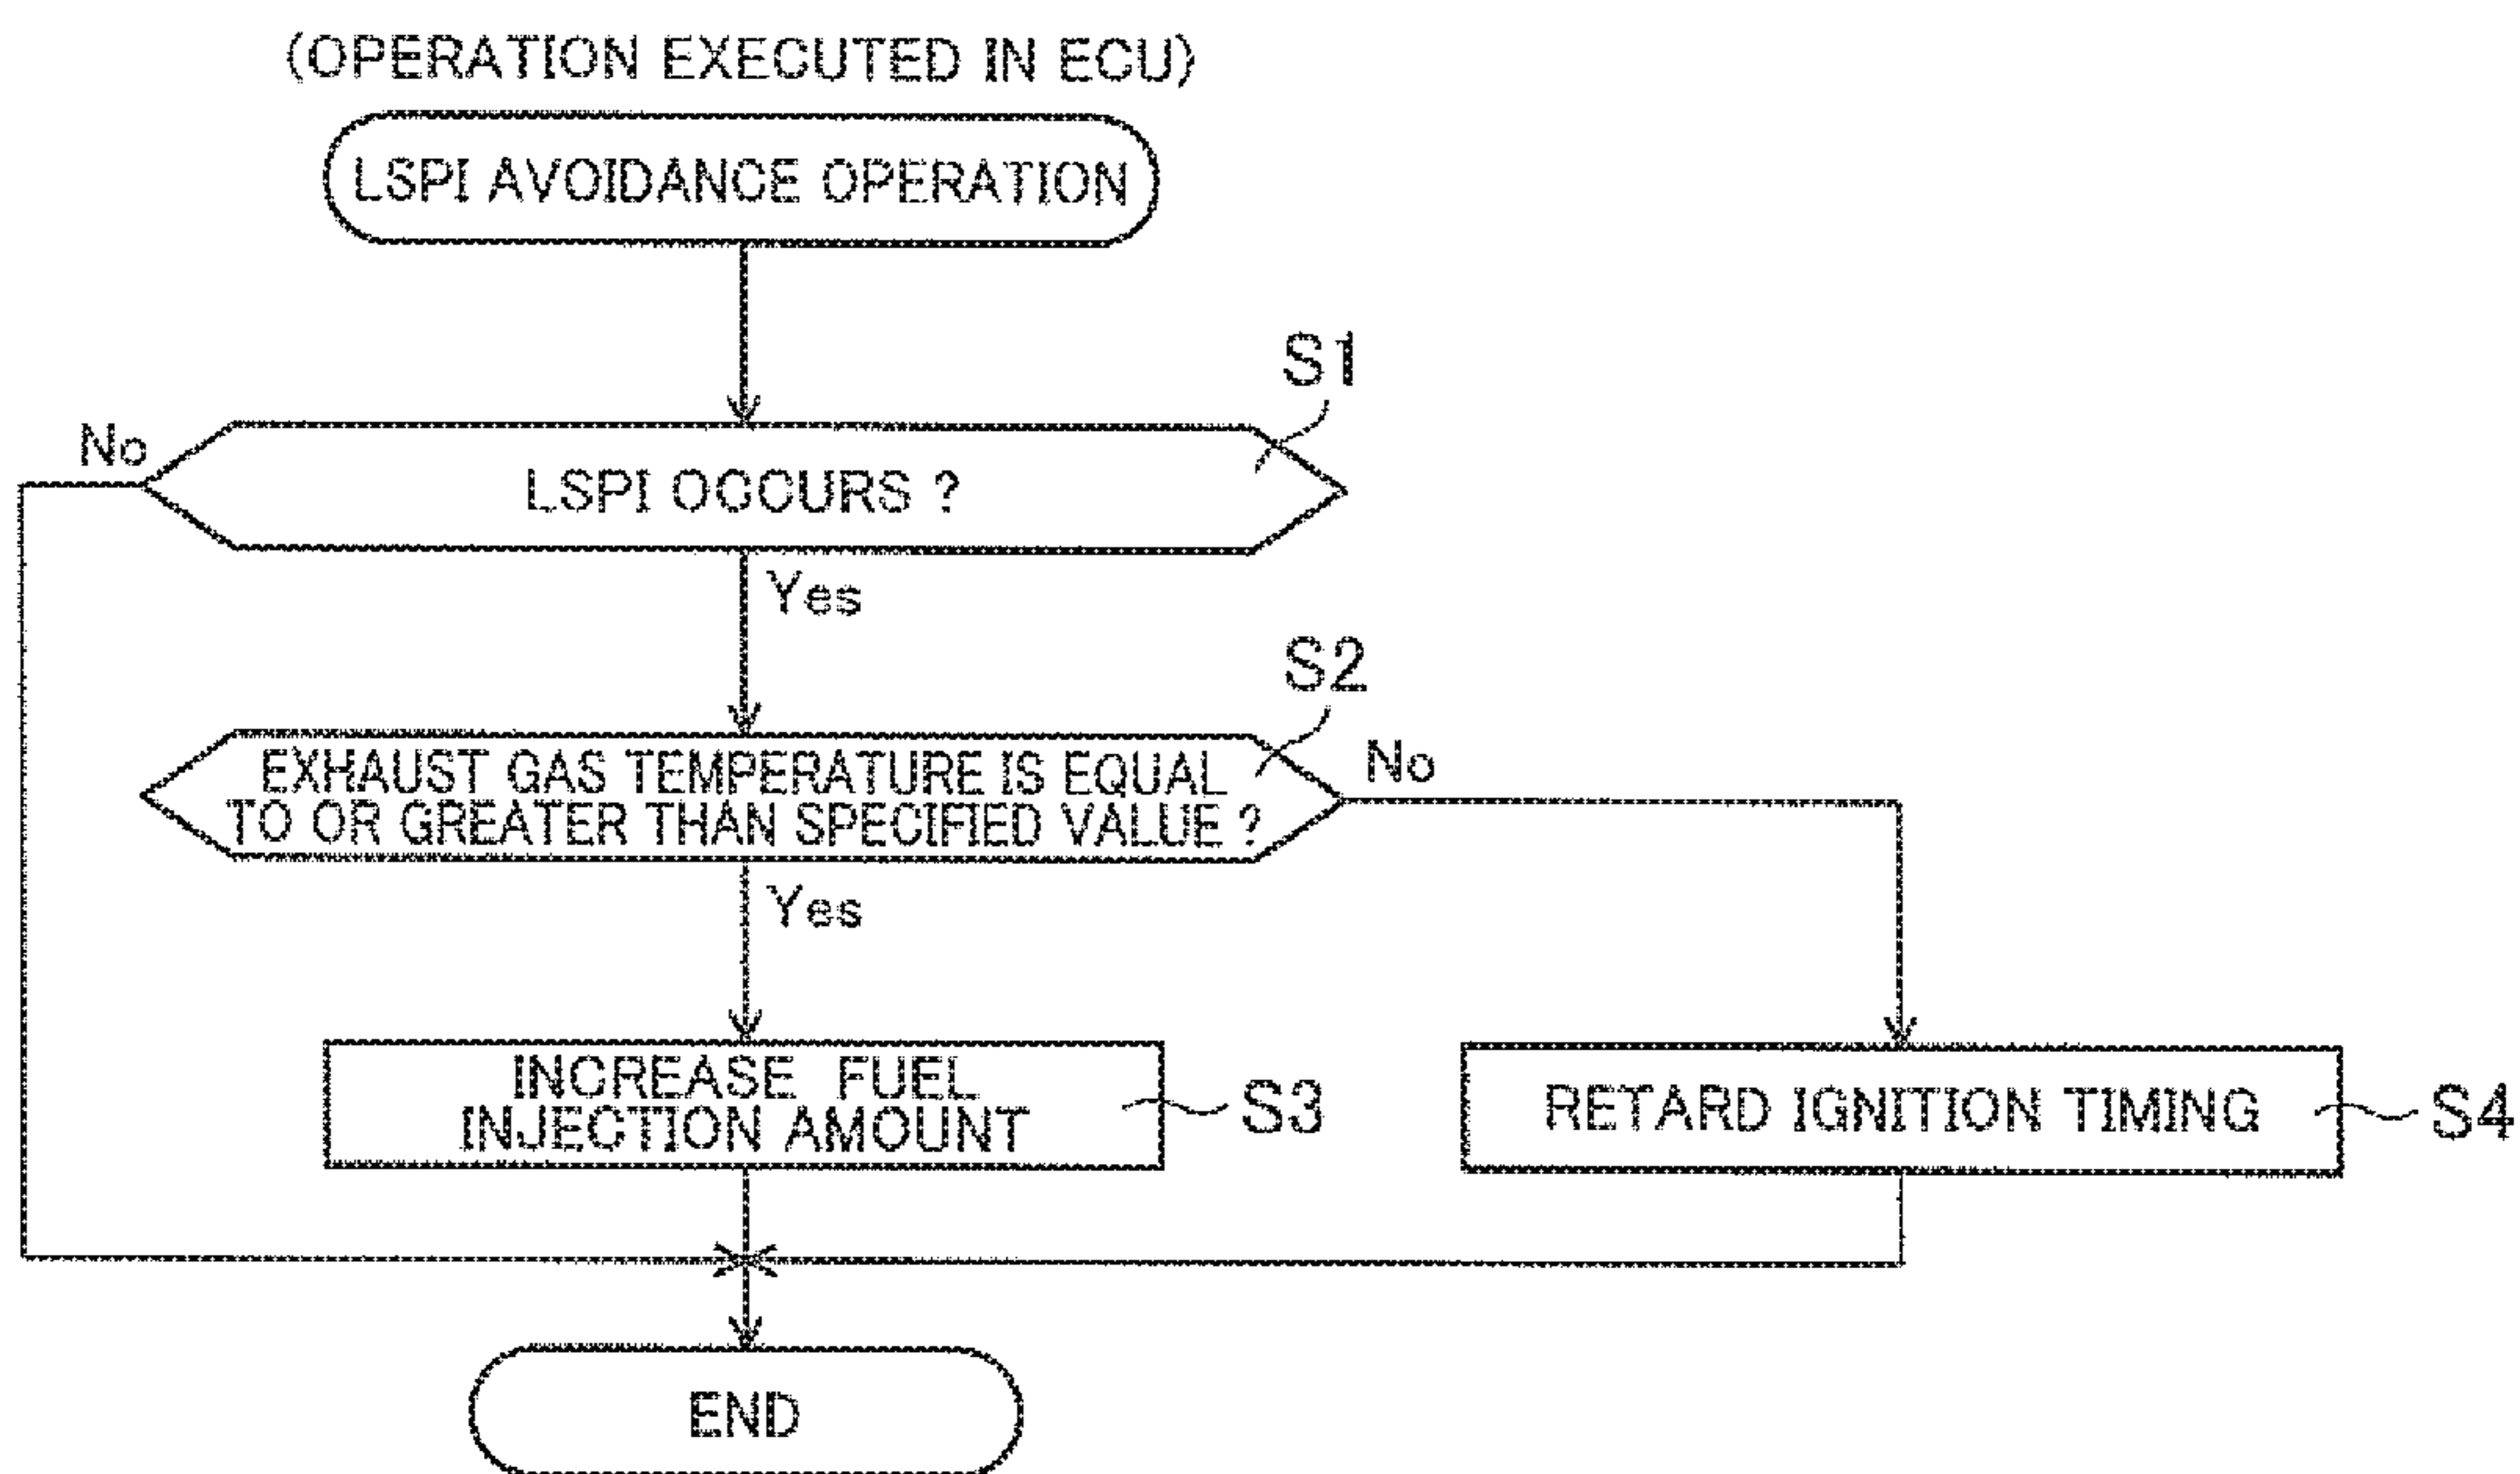 (OPERATION EXECUTED IN ECU)
LSPI AVOIDANCE OPERATION
S1
No
LSPI OCCURS ?
Yes
S2
EXHAUST GAS TEMPERATURE IS EQUAL
TO OR GREATER THAN SPECIFIED VALUE ?
No
Yes
INCREASE FUEL
INJECTION AMOUNT
S3
RETARD IGNITION TIMING
S4
END